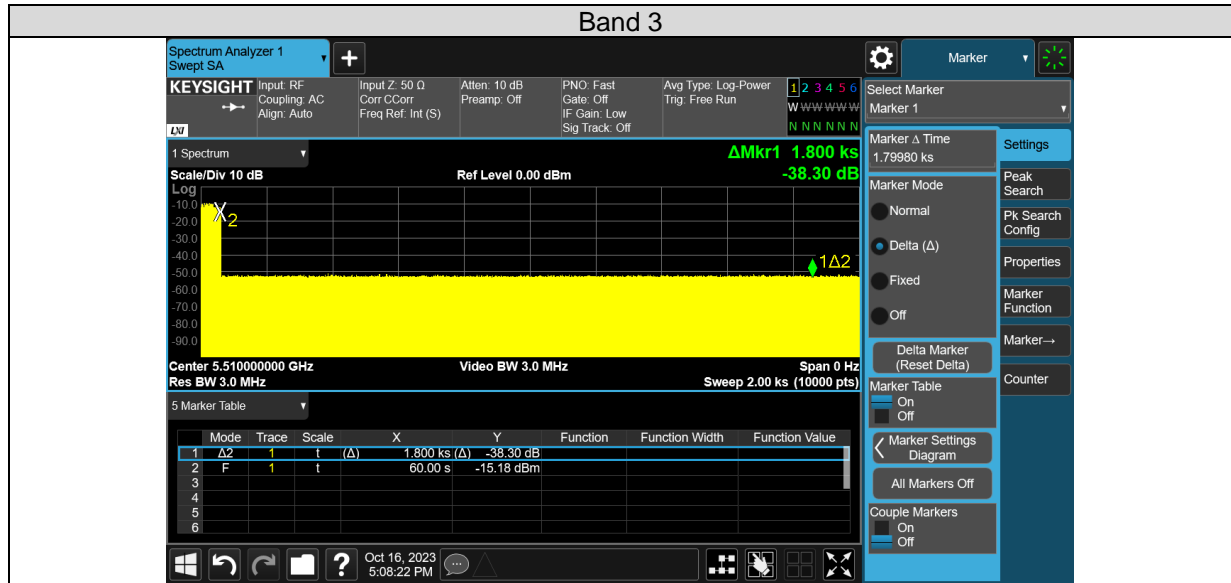 Band 3
Spectrum Analyzer 1
Swept SA
Marker
KEYSIGHT
Input: RF
Coupling: AC
Align: Auto
Input Z: 50 Ω
Corr CCorr
Freq Ref: Int (S)
Atten: 10 dB
Preamp: Off
PNO: Fast
Gate: Off
IF Gain: Low
Sig Track: Off
Avg Type: Log-Power
Trig: Free Run
1 2 3 4 5 6
W W W W W W
N N N N N N
LXI
Select Marker
Marker 1
1 Spectrum
ΔMkr1 1.800 ks
-38.30 dB
Scale/Div 10 dB
Ref Level 0.00 dBm
Log
-10.0
-20.0
-30.0
-40.0
-50.0
-60.0
-70.0
-80.0
-90.0
X2
1Δ2
Center 5.510000000 GHz
Video BW 3.0 MHz
Span 0 Hz
Res BW 3.0 MHz
Sweep 2.00 ks (10000 pts)
5 Marker Table
Mode Trace Scale X Y Function Function Width Function Value
1 Δ2 1 t (Δ) 1.800 ks (Δ) -38.30 dB
2 F 1 t 60.00 s -15.18 dBm
3
4
5
6
Marker Δ Time
1.79980 ks
Marker Mode
Normal
Delta (Δ)
Fixed
Off
Delta Marker
(Reset Delta)
Marker Table
On
Off
Marker Settings
Diagram
All Markers Off
Couple Markers
On
Off
Settings
Peak
Search
Pk Search
Config
Properties
Marker
Function
Marker→
Counter
?
Oct 16, 2023
5:08:22 PM